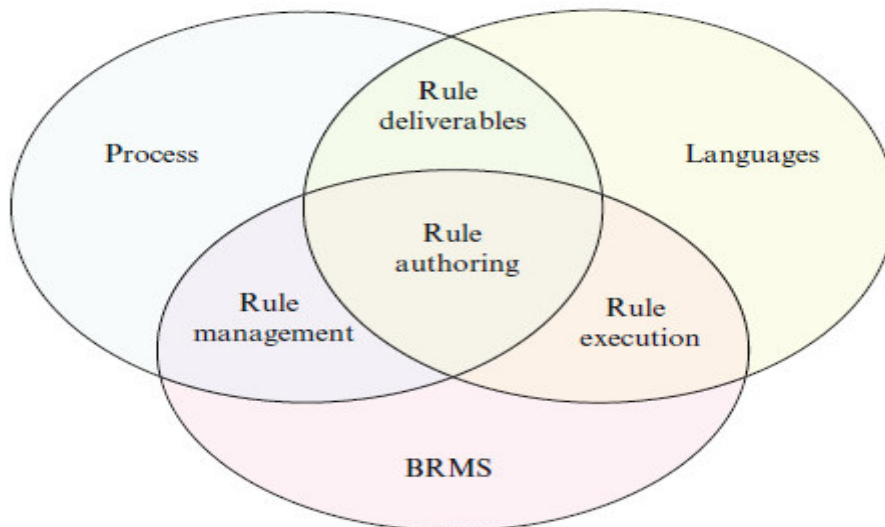 Rule
deliverables
Process
Languages
Rule
authoring
Rule
management
Rule
execution
BRMS